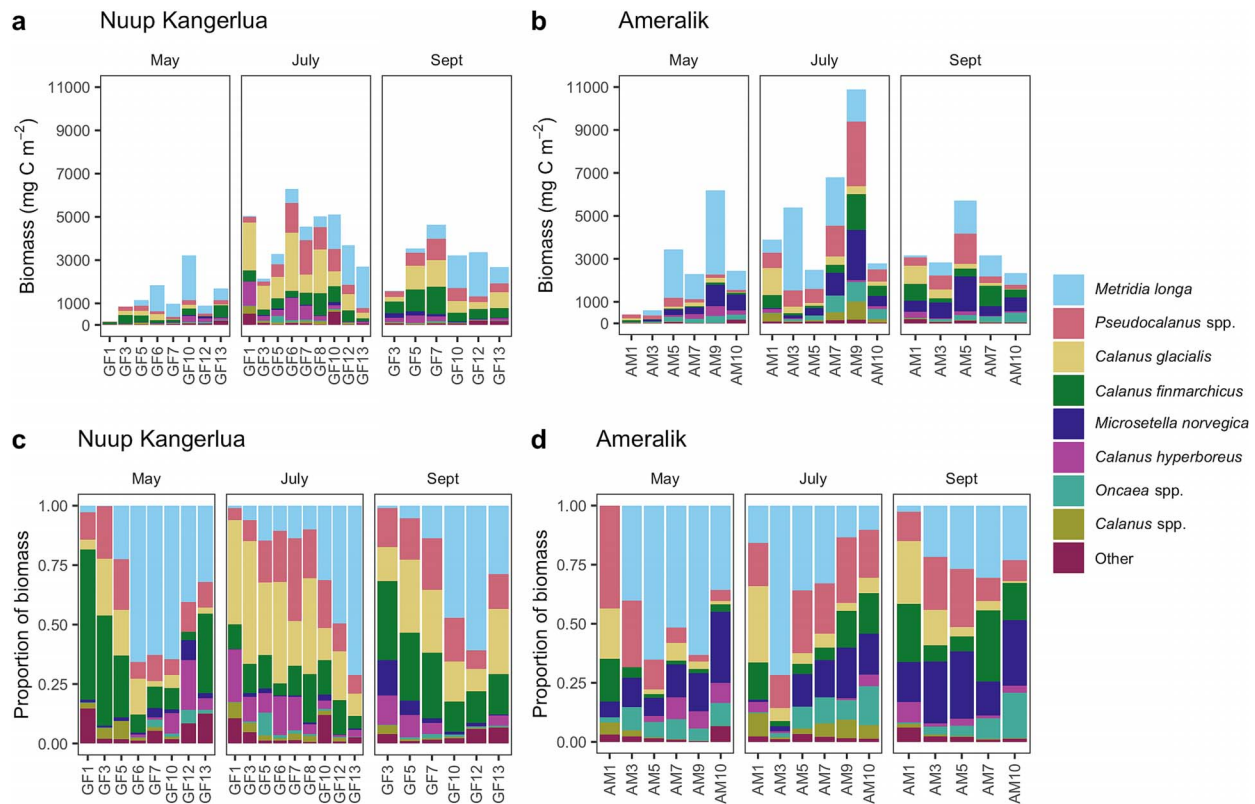 a Nuup Kangerlua
May July Sept
Biomass (mg C m⁻²)
11000
9000
7000
5000
3000
1000
0
GF1 GF3 GF5 GF6 GF7 GF10 GF12 GF13
GF1 GF3 GF5 GF6 GF7 GF8 GF10 GF12 GF13
GF3 GF5 GF7 GF10 GF12 GF13
b Ameralik
May July Sept
Biomass (mg C m⁻²)
11000
9000
7000
5000
3000
1000
0
AM1 AM3 AM5 AM7 AM9 AM10
AM1 AM3 AM5 AM7 AM9 AM10
AM1 AM3 AM5 AM7 AM10
c Nuup Kangerlua
May July Sept
Proportion of biomass
1.00
0.75
0.50
0.25
0.00
GF1 GF3 GF5 GF6 GF7 GF10 GF12 GF13
GF1 GF3 GF5 GF6 GF7 GF8 GF10 GF12 GF13
GF3 GF5 GF7 GF10 GF12 GF13
d Ameralik
May July Sept
Proportion of biomass
1.00
0.75
0.50
0.25
0.00
AM1 AM3 AM5 AM7 AM9 AM10
AM1 AM3 AM5 AM7 AM9 AM10
AM1 AM3 AM5 AM7 AM10
Metridia longa
Pseudocalanus spp.
Calanus glacialis
Calanus finmarchicus
Microsetella norvegica
Calanus hyperboreus
Oncaea spp.
Calanus spp.
Other